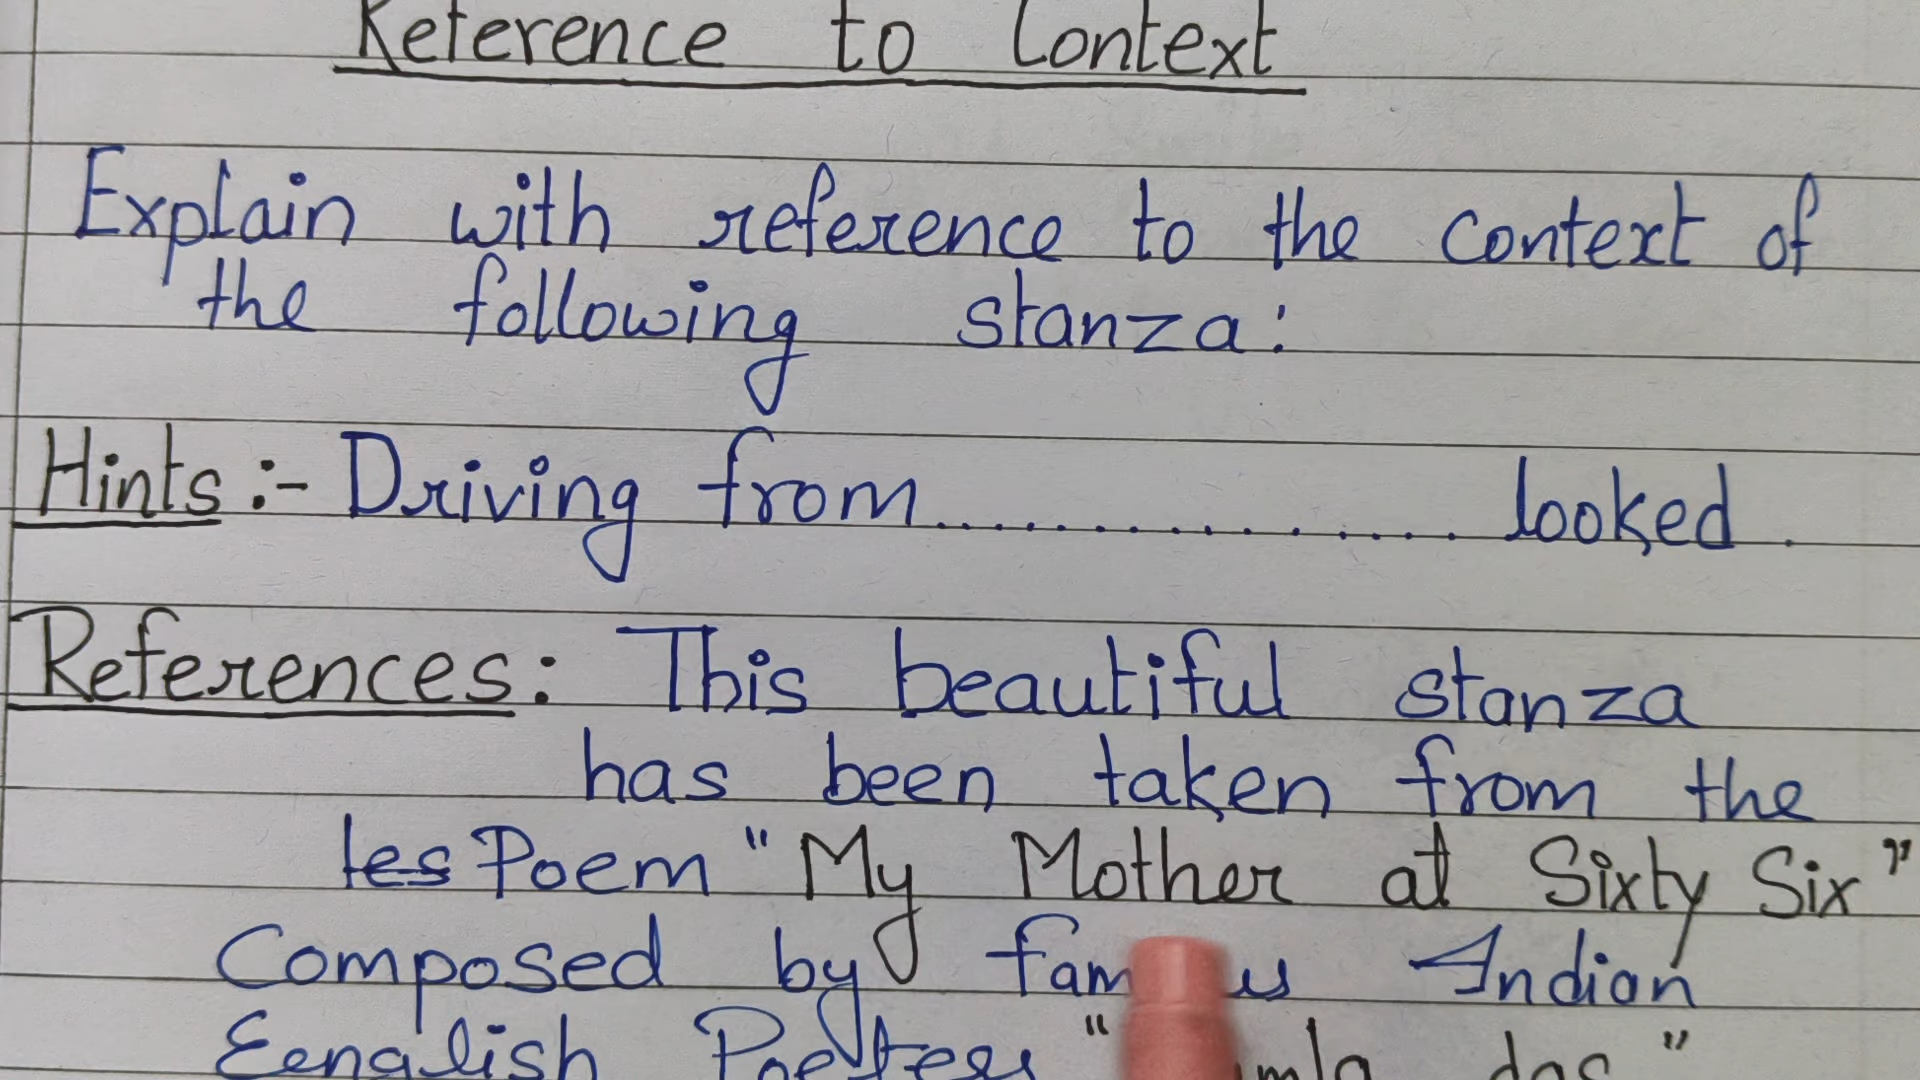 Reference to Context
Explain with reference to the context of
the following stanza:
Hints :- Driving from.................. looked.
References: This beautiful stanza
has been taken from the
les Poem "My Mother at Sixty Six"
Composed by Indian
das"